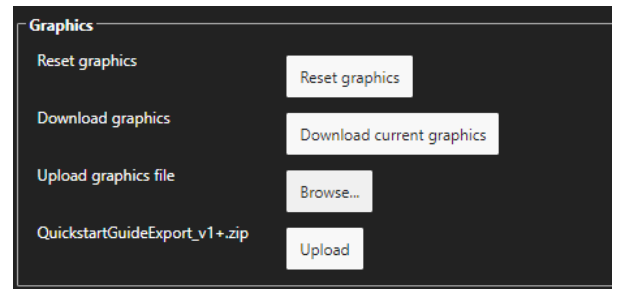 Graphics
Reset graphics
Reset graphics
Download graphics
Download current graphics
Upload graphics file
Browse...
QuickstartGuideExport_v1+.zip
Upload